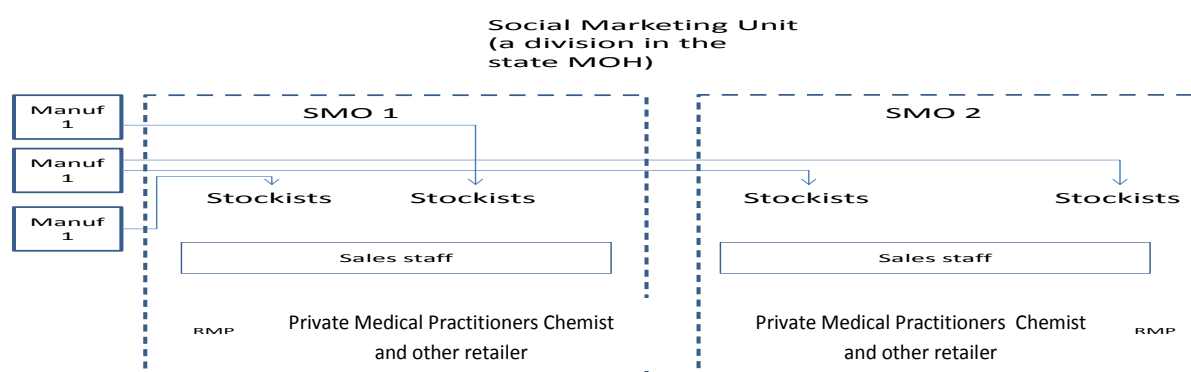 Social Marketing Unit
(a division in the
state MOH)
Manuf
1
SMO 1
SMO 2
Manuf
1
Stockists
Stockists
Stockists
Stockists
Manuf
1
Sales staff
Sales staff
RMP
Private Medical Practitioners Chemist
and other retailer
Private Medical Practitioners Chemist
and other retailer
RMP